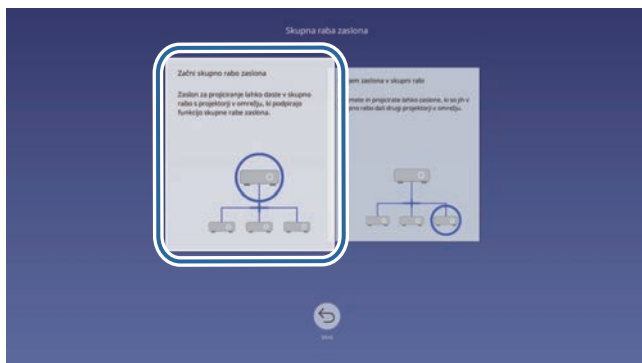 Skupna raba zaslona
Začni skupno rabo zaslona
Zaslon za projiciranje lahko daste v skupno
rabo s projektorji v omrežju, ki podpirajo
funkcijo skupne rabe zaslona.
zaslona v skupni rabi
in projicirate lahko zaslone, ki so jih v
rabo dali drugi projektorji v omrežju.